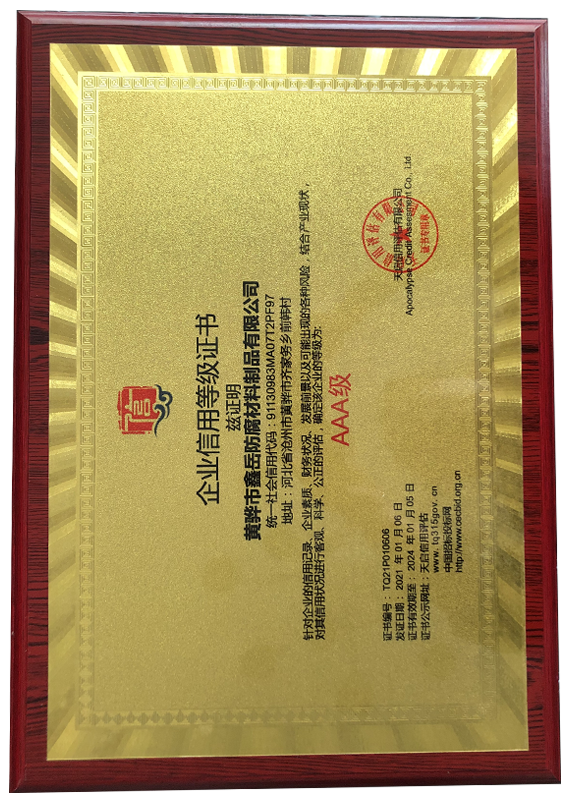 企业信用等级证书
兹证明
黄骅市鑫岳防腐材料制品有限公司
统一社会信用代码：91130983MA07T2PF97
地址：河北省沧州市黄骅市齐家务乡前韩村
针对企业的信用记录、企业素质、财务状况、发展前景以及可能出现的各种风险，结合产业现状，
对其信用状况进行客观、科学、公正的评估，确定该企业的等级为：
AAA级
证书编号：TQ21P010606
发证日期：2021 年 01 月 06 日
证书有效期至：2024 年 01 月 05 日
证书公示网址：天启信用评估
www.tq315gov.cn
中国招标投标网
http://www.cecbid.org.cn
天启信用评估有限公司
Apocalypse Credit Assessment Co., Ltd.
证书专用章